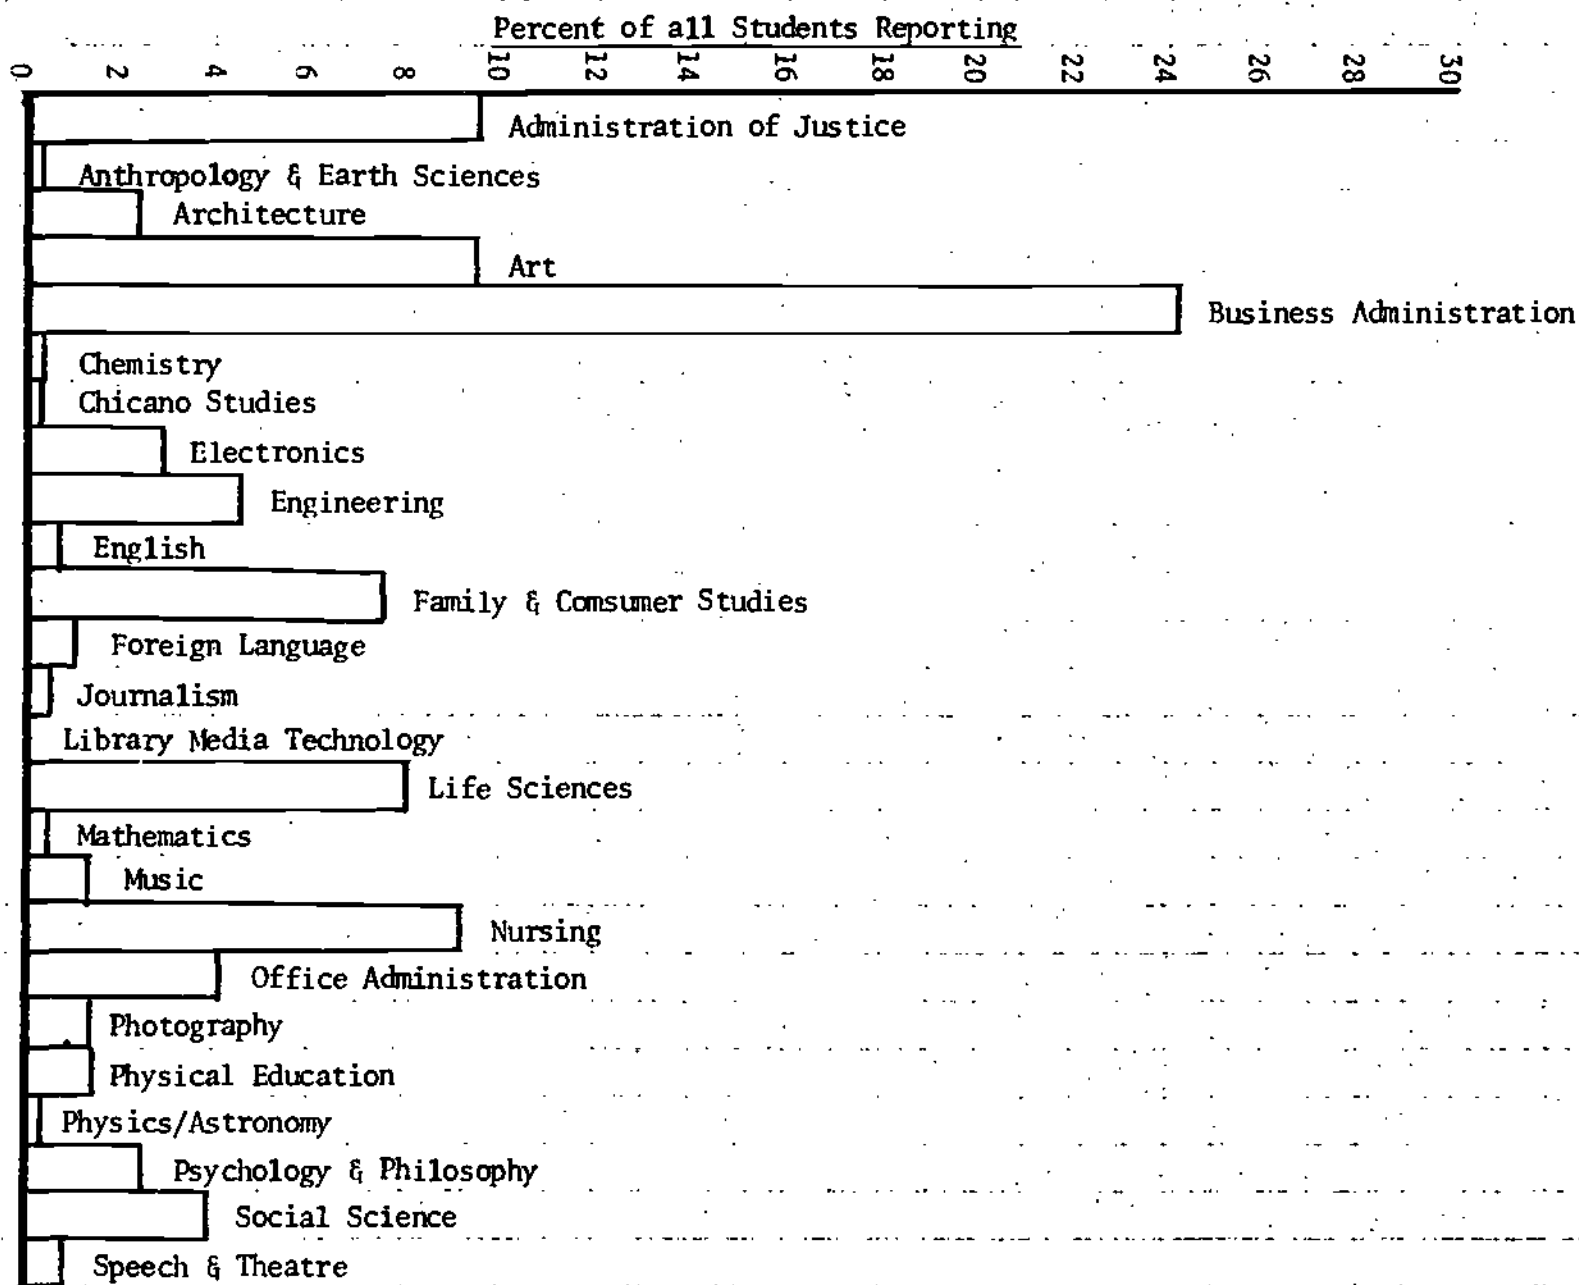 Percent of all Students Reporting
0 2 4 6 8 10 12 14 16 18 20 22 24 26 28 30
Administration of Justice
Anthropology & Earth Sciences
Architecture
Art
Business Administration
Chemistry
Chicano Studies
Electronics
Engineering
English
Family & Comsumer Studies
Foreign Language
Journalism
Library Media Technology
Life Sciences
Mathematics
Music
Nursing
Office Administration
Photography
Physical Education
Physics/Astronomy
Psychology & Philosophy
Social Science
Speech & Theatre